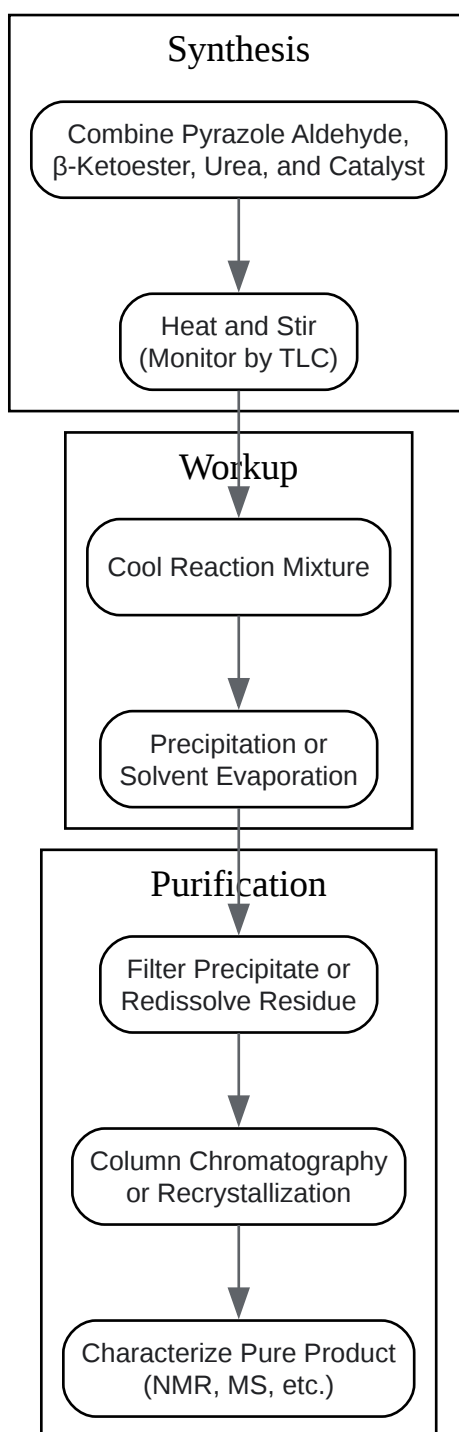 Synthesis
Combine Pyrazole Aldehyde,
β-Ketoester, Urea, and Catalyst
Heat and Stir
(Monitor by TLC)
Workup
Cool Reaction Mixture
Precipitation or
Solvent Evaporation
Purification
Filter Precipitate or
Redissolve Residue
Column Chromatography
or Recrystallization
Characterize Pure Product
(NMR, MS, etc.)